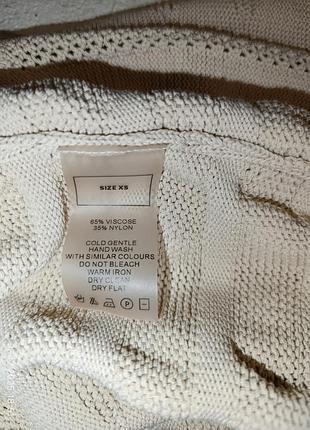 SIZE XS
65% VISCOSE
35% NYLON
COLD GENTLE
HAND WASH
WITH SIMILAR COLOURS
DO NOT BLEACH
WARM IRON
DRY CLEAN
DRY FLAT
P